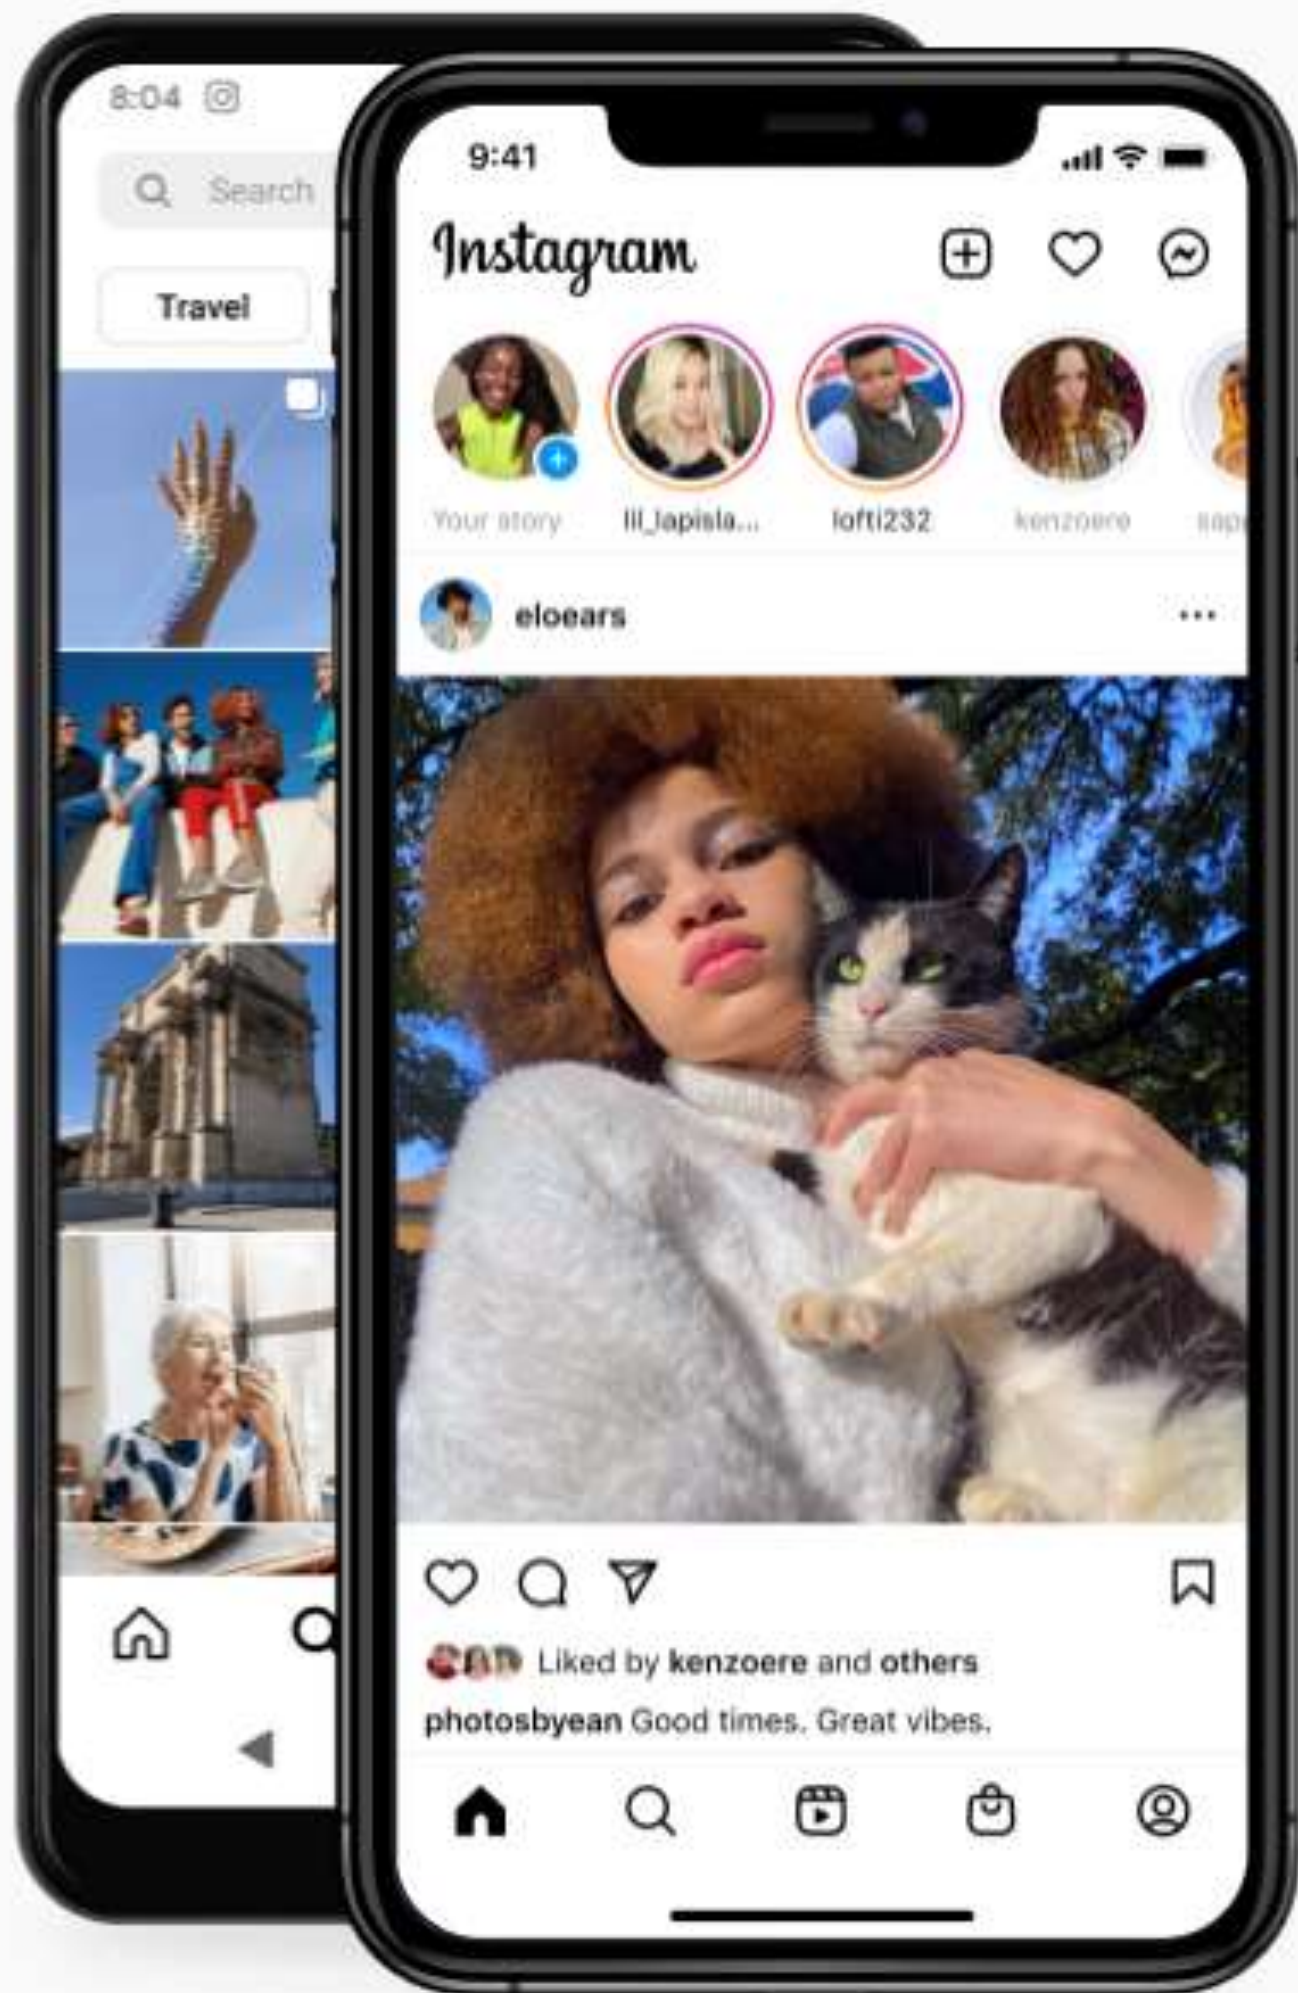 8:04
Search
Travel
9:41
Instagram
Your story
lil_lapisla...
lofti232
kenzoere
eloears
Liked by kenzoere and others
photosbyean Good times. Great vibes.